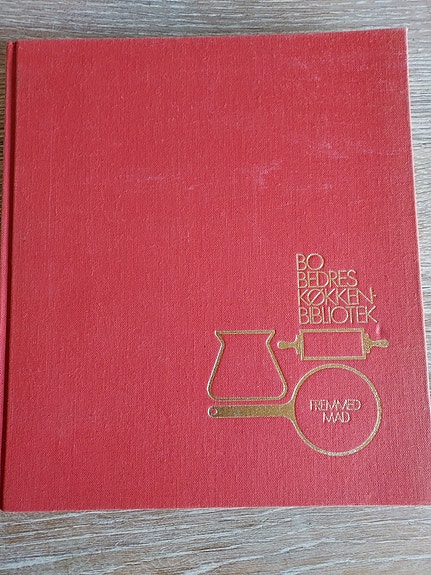 BO
BEDRES
KØKKEN-
BIBLIOTEK
FREMMED
MAD